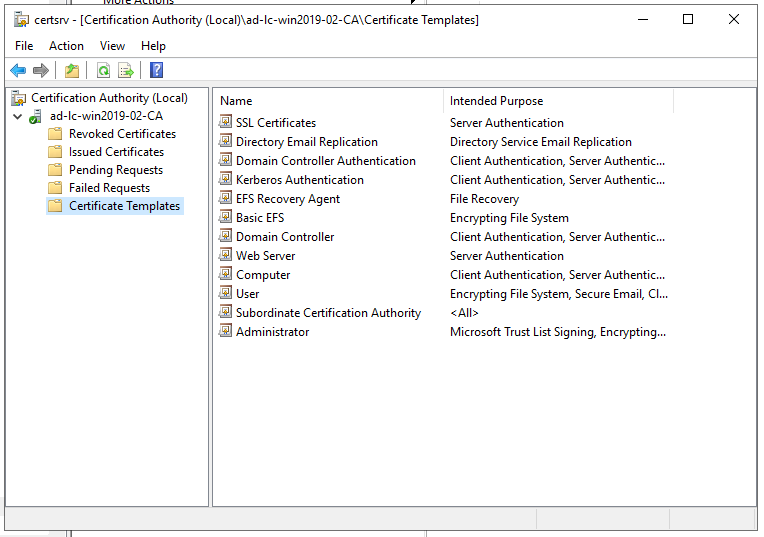 More Actions
certsrv - [Certification Authority (Local)\ad-lc-win2019-02-CA\Certificate Templates]
File Action View Help
Certification Authority (Local)
ad-lc-win2019-02-CA
Revoked Certificates
Issued Certificates
Pending Requests
Failed Requests
Certificate Templates
Name Intended Purpose
SSL Certificates Server Authentication
Directory Email Replication Directory Service Email Replication
Domain Controller Authentication Client Authentication, Server Authentic...
Kerberos Authentication Client Authentication, Server Authentic...
EFS Recovery Agent File Recovery
Basic EFS Encrypting File System
Domain Controller Client Authentication, Server Authentic...
Web Server Server Authentication
Computer Client Authentication, Server Authentic...
User Encrypting File System, Secure Email, Cl...
Subordinate Certification Authority <All>
Administrator Microsoft Trust List Signing, Encrypting...